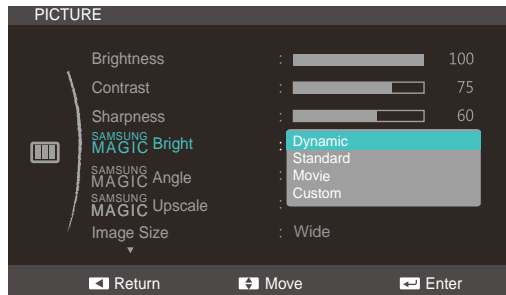 PICTURE
Brightness : 100
Contrast : 75
Sharpness : 60
SAMSUNG MAGIC Bright : Dynamic
Standard
SAMSUNG MAGIC Angle : Movie
Custom
SAMSUNG MAGIC Upscale :
Image Size : Wide
Return Move Enter